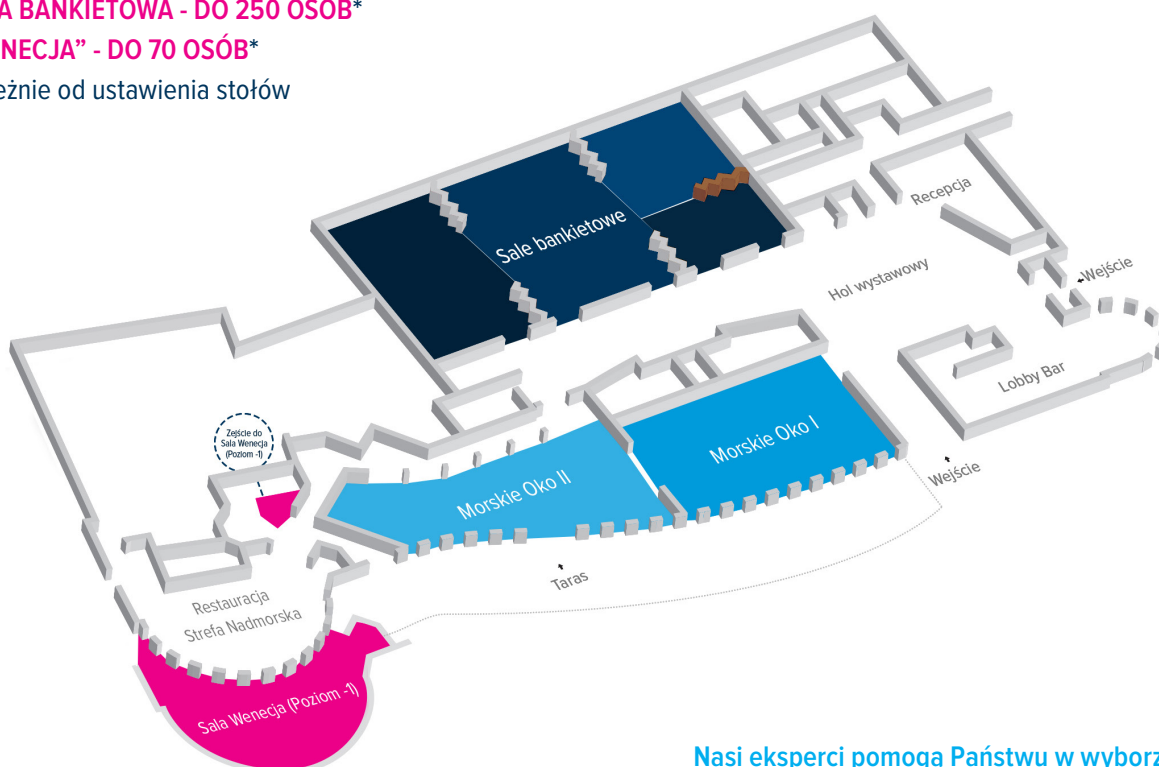 A BANKIETOWA - DO 250 OSÓB*
NECJA” - DO 70 OSÓB*
eżnie od ustawienia stołów
Sale bankietowe
Recepcja
Hol wystawowy
Wejście
Lobby Bar
Zejście do
Sala Wenecja
(Poziom -1)
Morskie Oko I
Morskie Oko II
Wejście
Taras
Restauracja
Strefa Nadmorska
Sala Wenecja (Poziom -1)
Nasi eksperci pomogą Państwu w wyborz